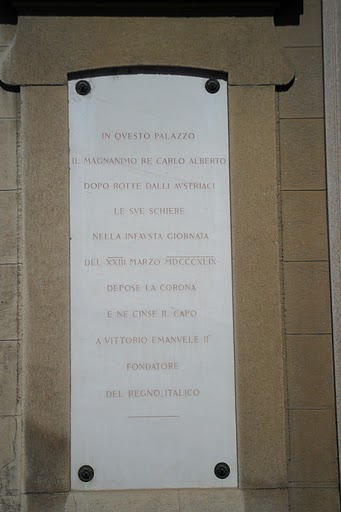 IN QVESTO PALAZZO
IL MAGNANIMO RE CARLO ALBERTO
DOPO ROTTE DALLI AVSTRIACI
LE SVE SCHIERE
NELLA INFAVSTA GIORNATA
DEL XXIII MARZO MDCCCXLIX
DEPOSE LA CORONA
E NE CINSE IL CAPO
A VITTORIO EMANVELE II
FONDATORE
DEL REGNO ITALICO